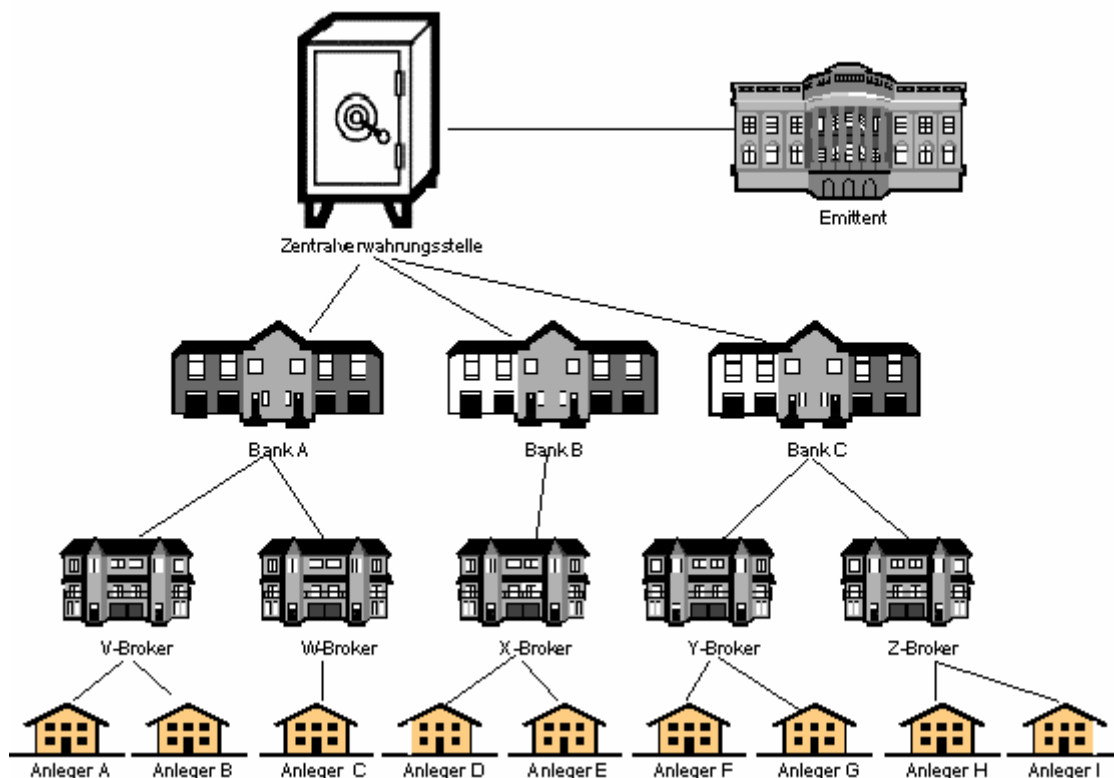 Emittent
Zentralverwahrungsstelle
Bank A
Bank B
Bank C
V-Broker
W-Broker
X-Broker
Y-Broker
Z-Broker
Anleger A
Anleger B
Anleger C
Anleger D
Anleger E
Anleger F
Anleger G
Anleger H
Anleger I